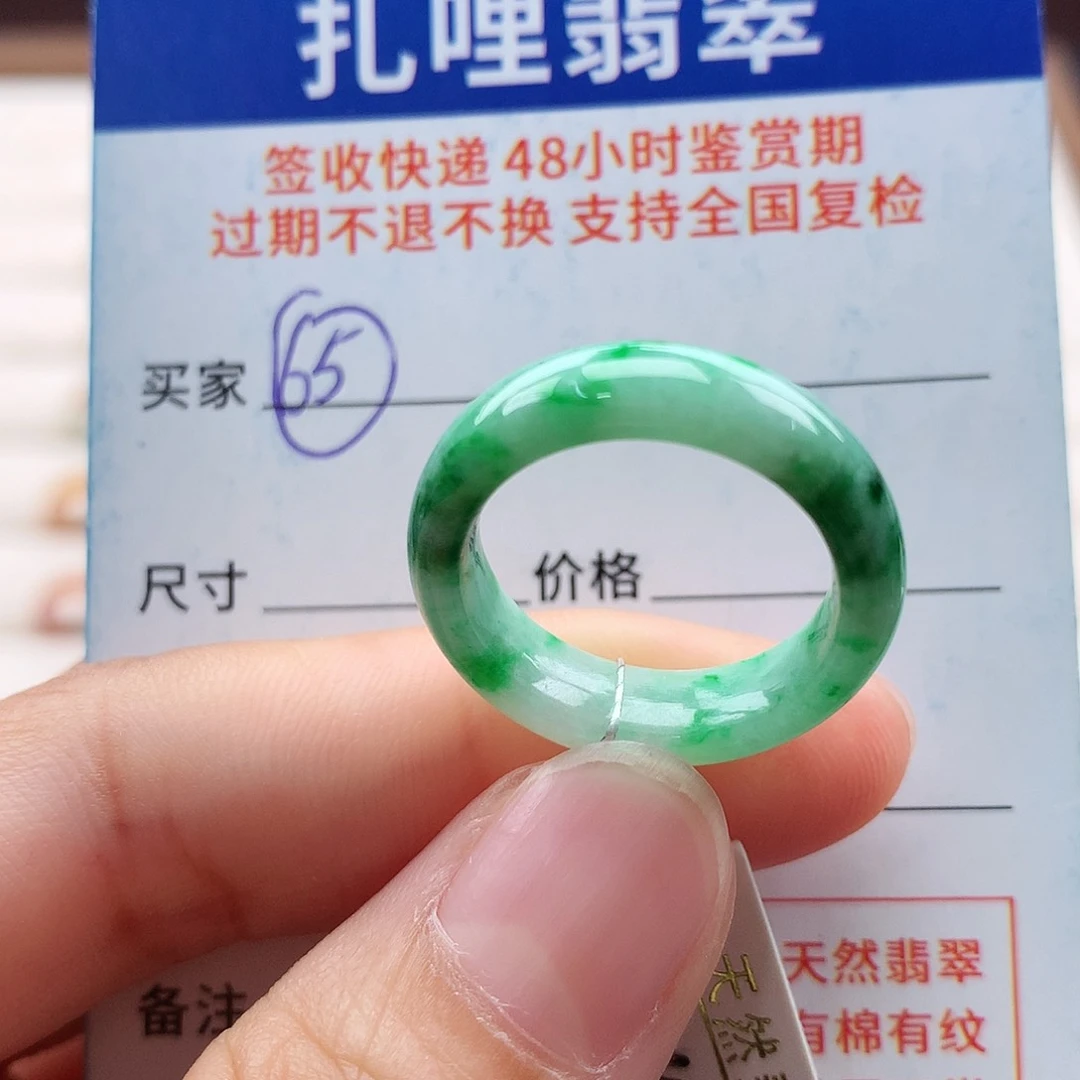 扎哩翡翠
签收快递 48小时鉴赏期
过期不退不换 支持全国复检
买家 65
尺寸 价格
备注
天然翡翠
有棉有纹
天然